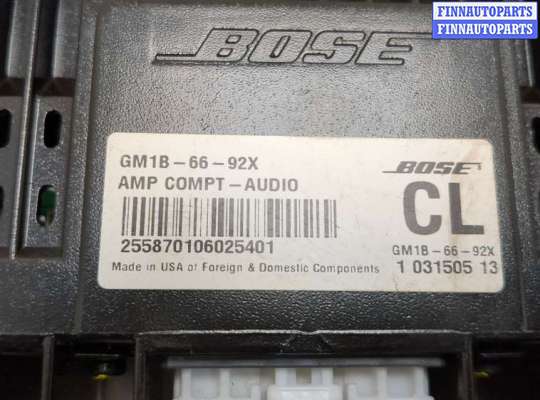 FINNAUTOPARTS
FINNAUTOPARTS
BOSE
GM1B-66-92X
AMP COMPT-AUDIO
255870106025401
Made in USA of Foreign & Domestic Components
BOSE
CL
GM1B-66-92X
1 031505 13